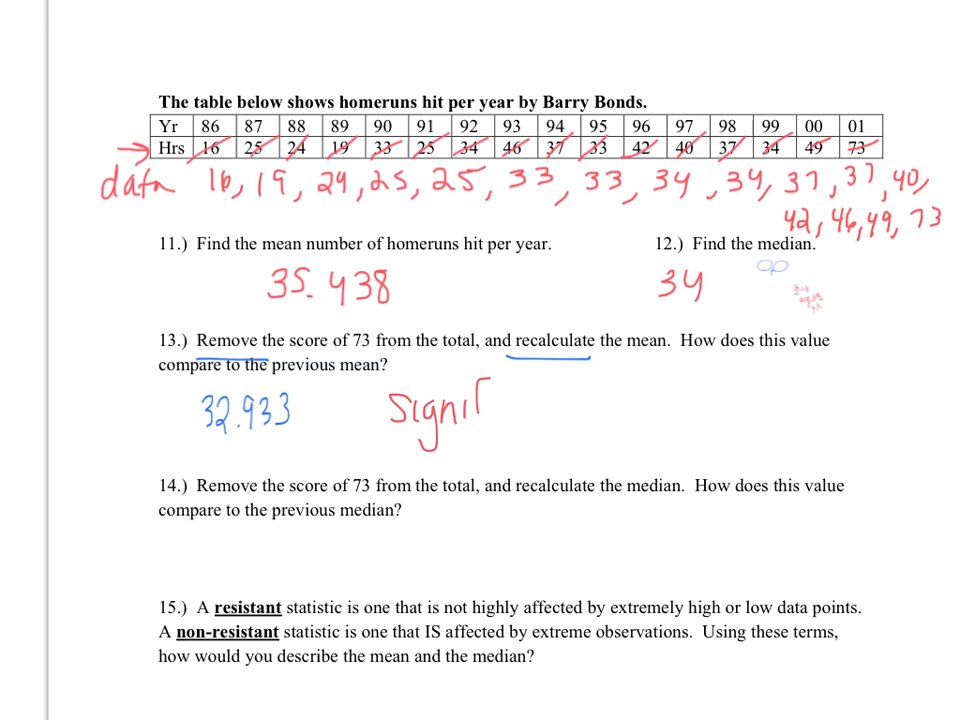 The table below shows homeruns hit per year by Barry Bonds.
Yr 86 87 88 89 90 91 92 93 94 95 96 97 98 99 00 01
Hrs 16 25 24 19 33 25 34 46 37 33 42 40 37 34 49 73
data 16, 19, 24, 25, 25, 33, 33, 34, 34, 37, 37, 40,
42, 46, 49, 73
11.) Find the mean number of homeruns hit per year. 12.) Find the median.
35.438 34
13.) Remove the score of 73 from the total, and recalculate the mean. How does this value
compare to the previous mean?
32.933 Signif
14.) Remove the score of 73 from the total, and recalculate the median. How does this value
compare to the previous median?
15.) A resistant statistic is one that is not highly affected by extremely high or low data points.
A non-resistant statistic is one that IS affected by extreme observations. Using these terms,
how would you describe the mean and the median?